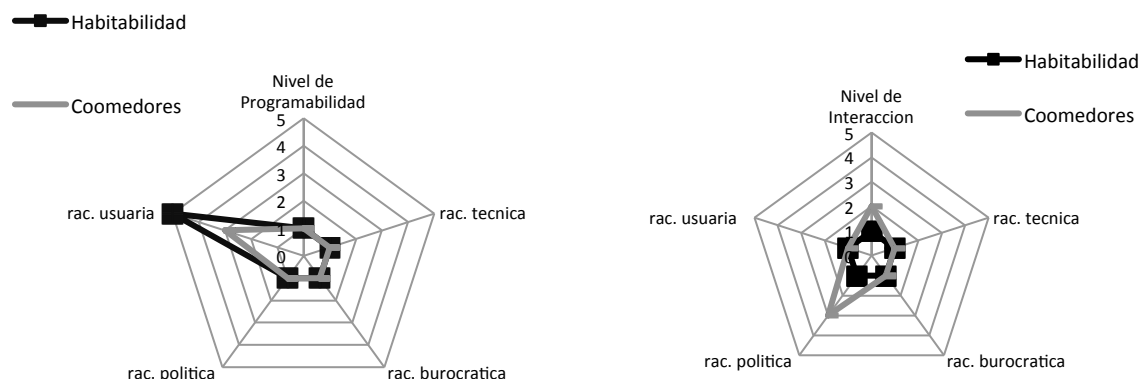 Habitabilidad
Coomedores
Nivel de
Programabilidad
5
4
3
2
1
0
rac. tecnica
rac. burocratica
rac. politica
rac. usuaria
Habitabilidad
Coomedores
Nivel de
Interaccion
5
4
3
2
1
0
rac. tecnica
rac. burocratica
rac. politica
rac. usuaria